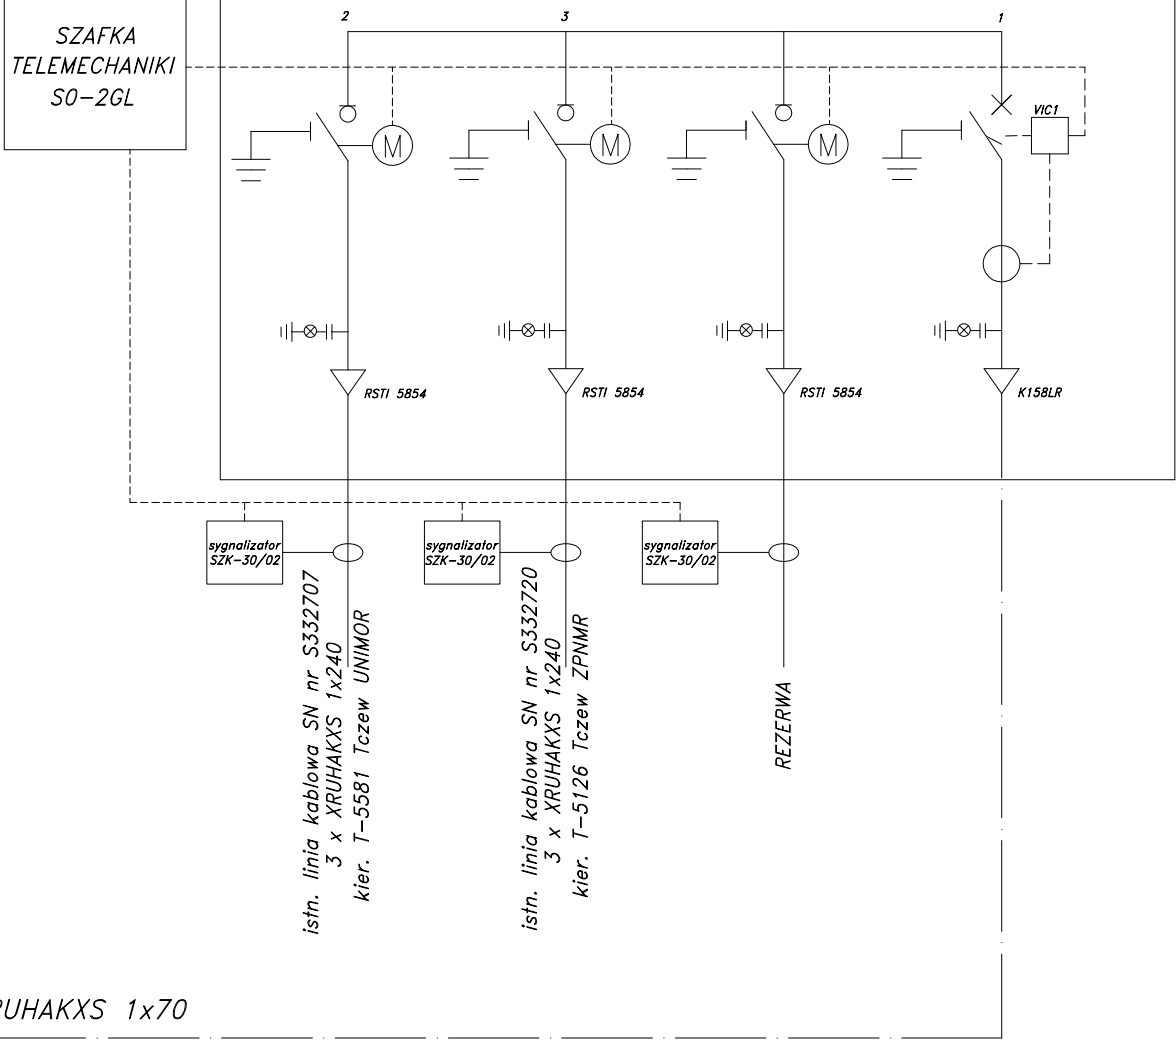 SZAFKA
TELEMECHANIKI
SO-2GL
2
3
1
VIC1
M
M
M
RSTI 5854
RSTI 5854
RSTI 5854
K158LR
sygnalizator
SZK-30/02
sygnalizator
SZK-30/02
sygnalizator
SZK-30/02
istn. linia kablowa SN nr S332707
3 x XRUHAKXS 1x240
kier. T-5581 Tczew UNIMOR
istn. linia kablowa SN nr S332720
3 x XRUHAKXS 1x240
kier. T-5126 Tczew ZPNMR
REZERWA
RUHAKXS 1x70